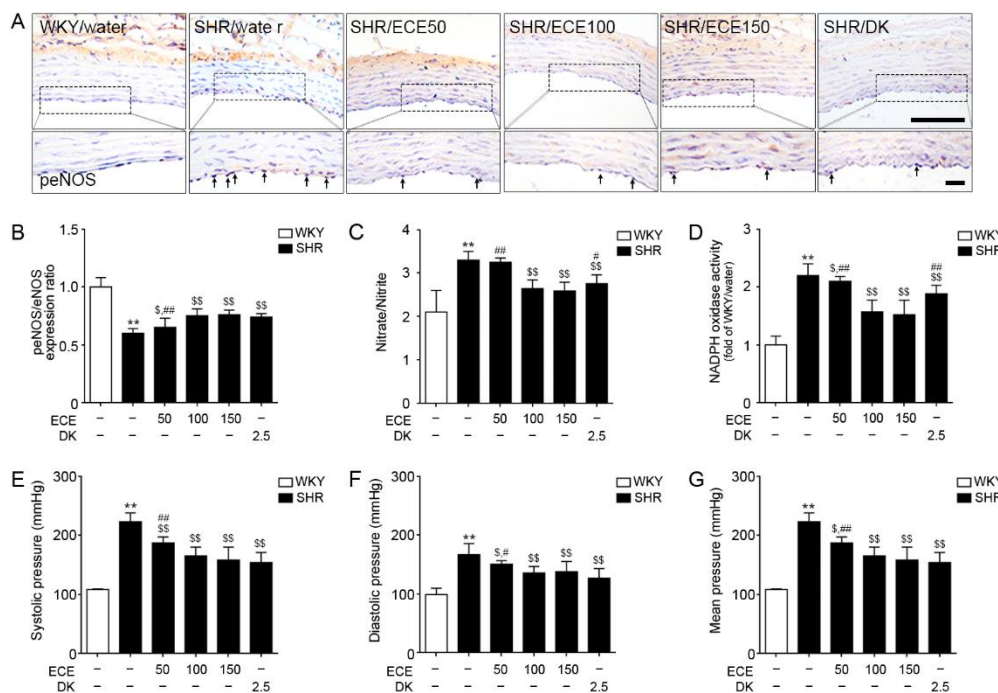 A
WKY/water SHR/wate r SHR/ECE50 SHR/ECE100 SHR/ECE150 SHR/DK
peNOS
B
peNOS/eNOS
expression ratio
1.5
1.0
0.5
0.0
WKY
SHR
** $,## $$ $$ $$
ECE – – 50 100 150 –
DK – – – – – 2.5
C
Nitrate/Nitrite
4
3
2
1
0
WKY
SHR
** ## $$ $$ #
$$
ECE – – 50 100 150 –
DK – – – – – 2.5
D
NADPH oxidase activity
(fold of WKY/water)
3
2
1
0
WKY
SHR
** $,## $$ $$ ##
$$
ECE – – 50 100 150 –
DK – – – – – 2.5
E
Systolic pressure (mmHg)
300
200
100
0
WKY
SHR
** ##
$$ $$ $$ $$
ECE – – 50 100 150 –
DK – – – – – 2.5
F
Diastolic pressure (mmHg)
300
200
100
0
WKY
SHR
** $,# $$ $$ $$
ECE – – 50 100 150 –
DK – – – – – 2.5
G
Mean pressure (mmHg)
300
200
100
0
WKY
SHR
** $,## $$ $$ $$
ECE – – 50 100 150 –
DK – – – – – 2.5